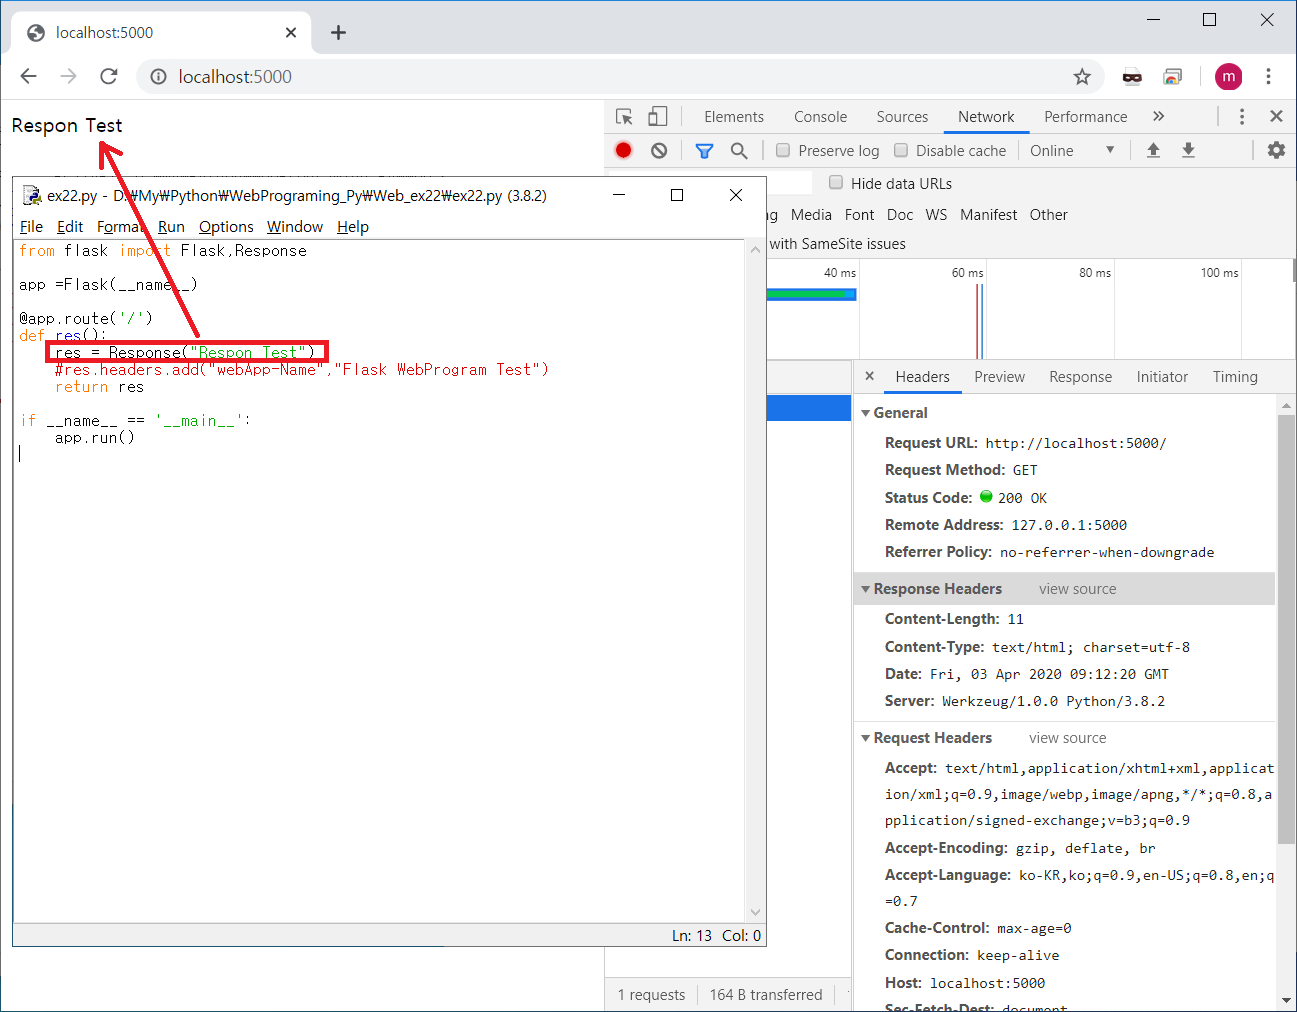 localhost:5000
localhost:5000
m
Respon Test
Elements Console Sources Network Performance »
Preserve log Disable cache Online
Hide data URLs
Media Font Doc WS Manifest Other
with SameSite issues
40 ms 60 ms 80 ms 100 ms
ex22.py - D:₩My₩Python₩WebPrograming_Py₩Web_ex22₩ex22.py (3.8.2)
File Edit Format Run Options Window Help
from flask import Flask,Response
app =Flask(__name__)
@app.route('/')
def res():
res = Response("Respon Test")
#res.headers.add("webApp-Name","Flask WebProgram Test")
return res
if __name__ == '__main__':
app.run()
Ln: 13 Col: 0
Headers Preview Response Initiator Timing
General
Request URL: http://localhost:5000/
Request Method: GET
Status Code: 200 OK
Remote Address: 127.0.0.1:5000
Referrer Policy: no-referrer-when-downgrade
Response Headers view source
Content-Length: 11
Content-Type: text/html; charset=utf-8
Date: Fri, 03 Apr 2020 09:12:20 GMT
Server: Werkzeug/1.0.0 Python/3.8.2
Request Headers view source
Accept: text/html,application/xhtml+xml,applicat
ion/xml;q=0.9,image/webp,image/apng,*/*;q=0.8,a
pplication/signed-exchange;v=b3;q=0.9
Accept-Encoding: gzip, deflate, br
Accept-Language: ko-KR,ko;q=0.9,en-US;q=0.8,en;q
=0.7
Cache-Control: max-age=0
Connection: keep-alive
Host: localhost:5000
Sec-Fetch-Dest: document
1 requests 164 B transferred